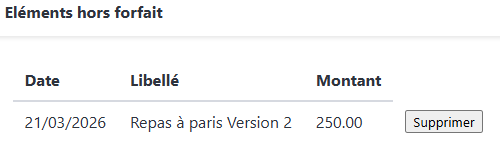 Eléments hors forfait
Date Libellé Montant
21/03/2026 Repas à paris Version 2 250.00 Supprimer